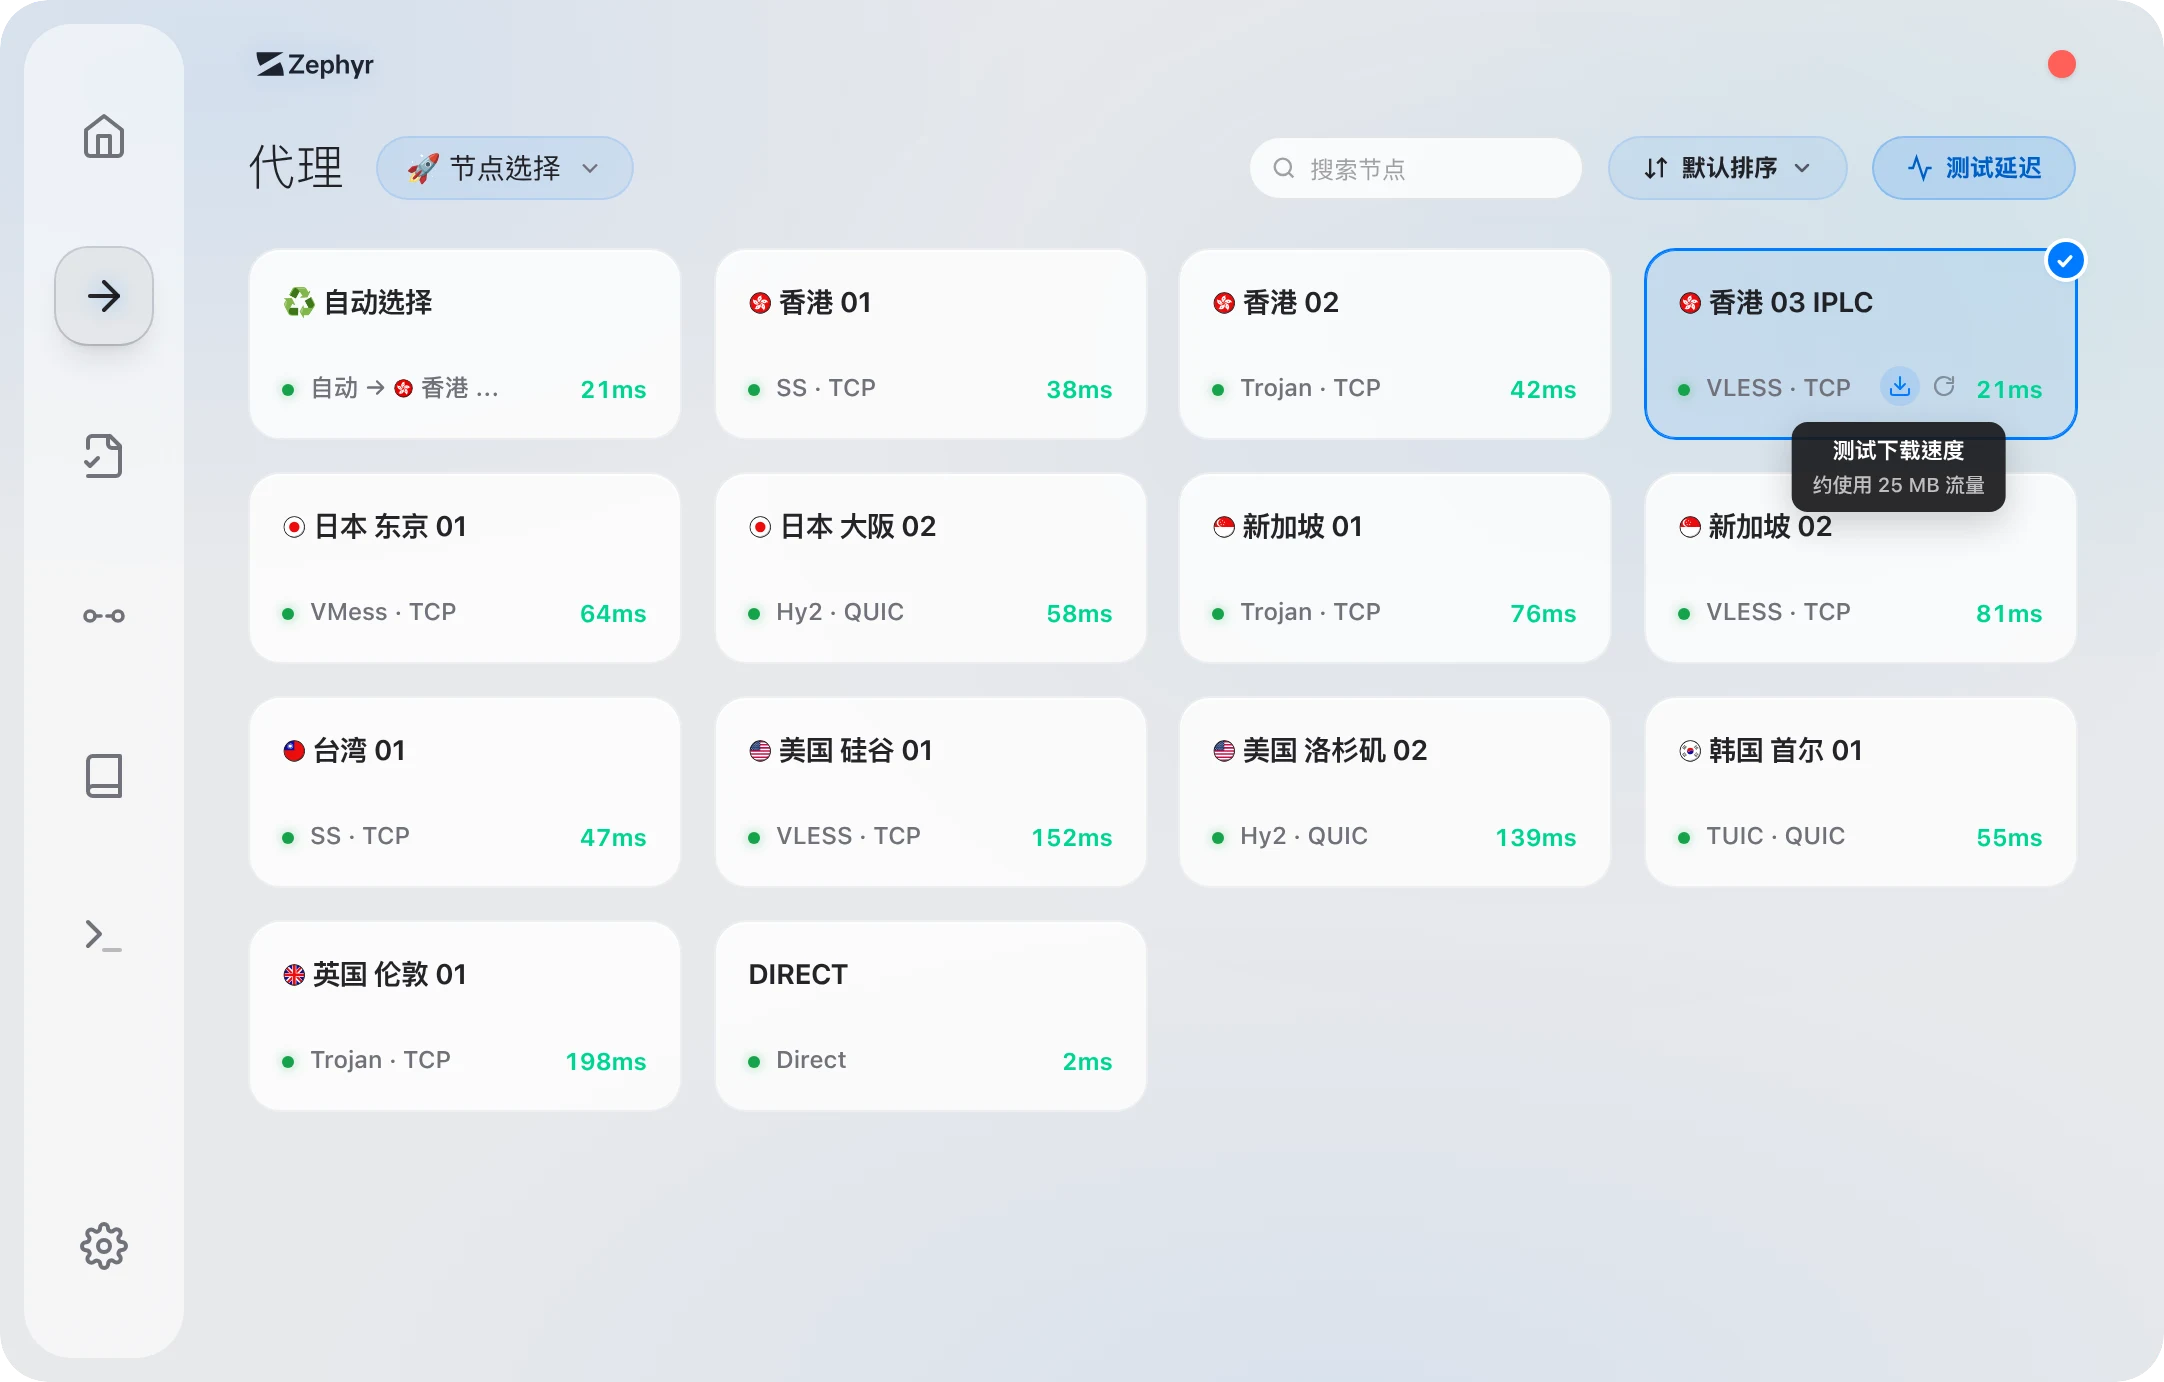 Zephyr
代理
🚀 节点选择
搜索节点
默认排序
测试延迟
♻️ 自动选择
自动 → 🇭🇰 香港 ...
21ms
🇭🇰 香港 01
SS · TCP
38ms
🇭🇰 香港 02
Trojan · TCP
42ms
🇭🇰 香港 03 IPLC
VLESS · TCP
21ms
测试下载速度
约使用 25 MB 流量
🇯🇵 日本 东京 01
VMess · TCP
64ms
🇯🇵 日本 大阪 02
Hy2 · QUIC
58ms
🇸🇬 新加坡 01
Trojan · TCP
76ms
🇸🇬 新加坡 02
VLESS · TCP
81ms
🇹🇼 台湾 01
SS · TCP
47ms
🇺🇸 美国 硅谷 01
VLESS · TCP
152ms
🇺🇸 美国 洛杉矶 02
Hy2 · QUIC
139ms
🇰🇷 韩国 首尔 01
TUIC · QUIC
55ms
🇬🇧 英国 伦敦 01
Trojan · TCP
198ms
DIRECT
Direct
2ms